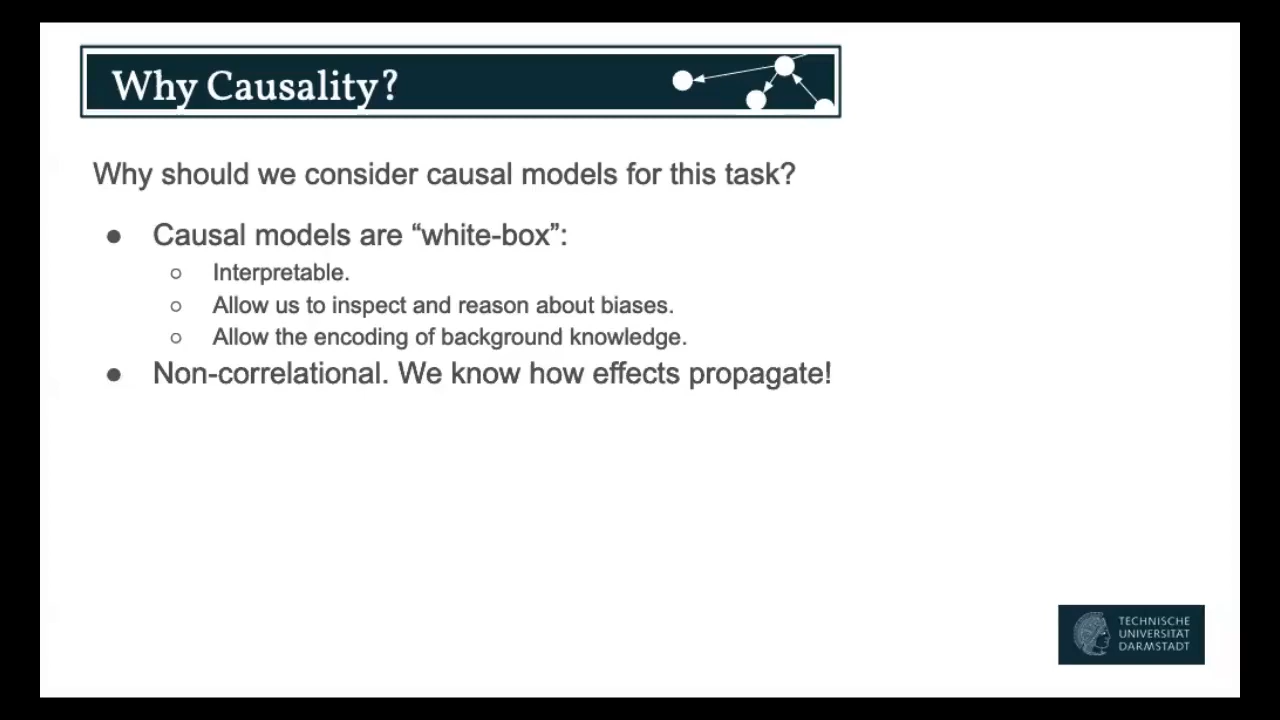 Why Causality?
Why should we consider causal models for this task?
● Causal models are “white-box”:
○ Interpretable.
○ Allow us to inspect and reason about biases.
○ Allow the encoding of background knowledge.
● Non-correlational. We know how effects propagate!
TECHNISCHE
UNIVERSITÄT
DARMSTADT